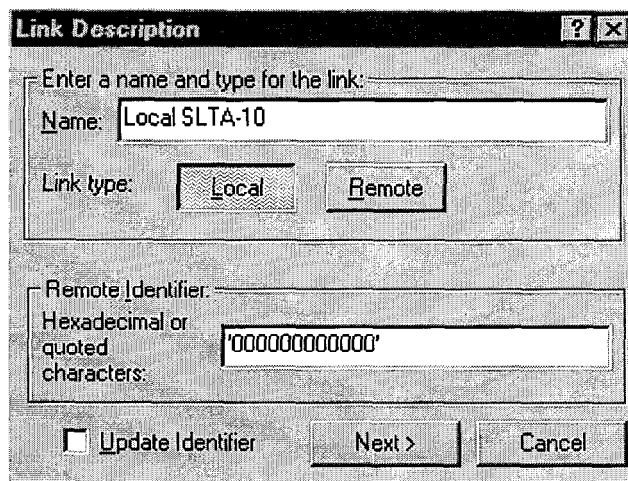 Link Description
Enter a name and type for the link:
Name: Local SLTA-10
Link type: Local Remote
Remote Identifier:
Hexadecimal or
quoted
characters:
'000000000000'
Update Identifier Next > Cancel